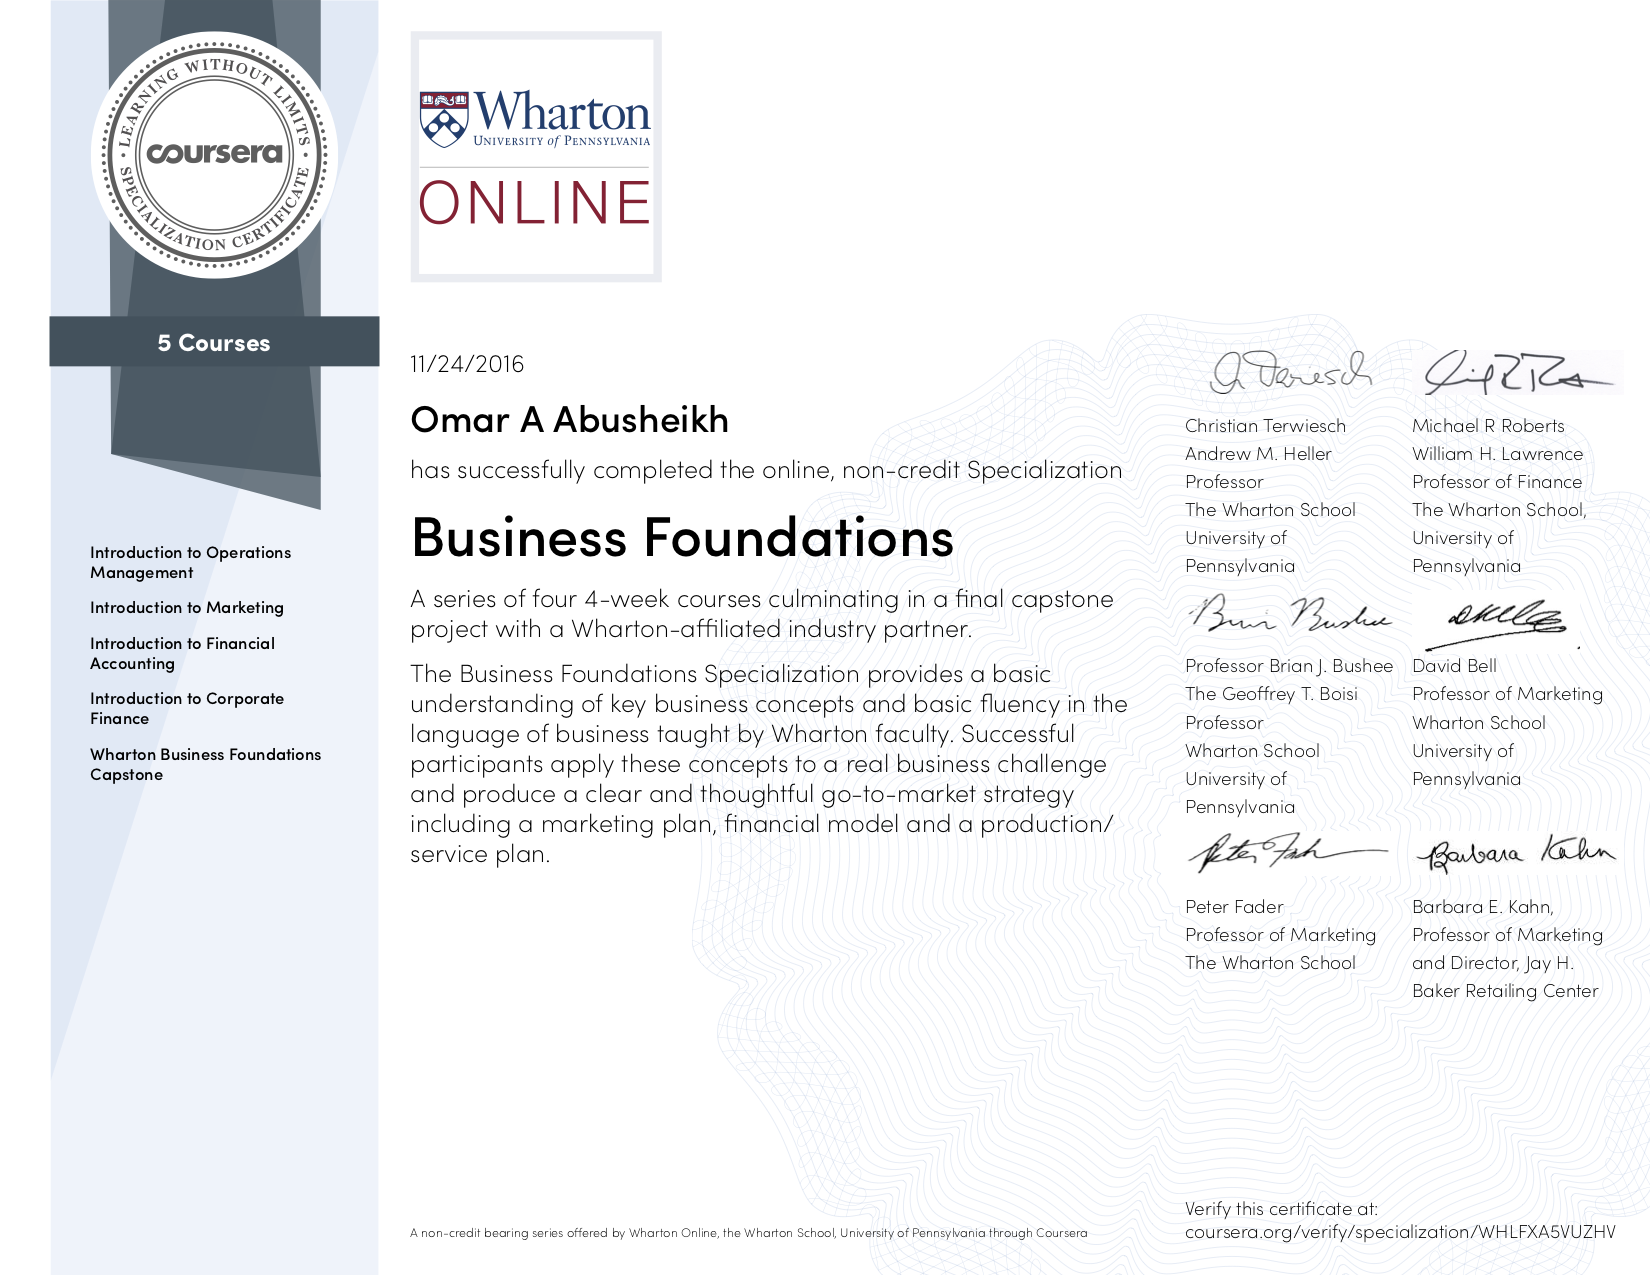 LEARNING WITHOUT LIMITS
coursera
SPECIALIZATION CERTIFICATE
5 Courses
Introduction to Operations
Management
Introduction to Marketing
Introduction to Financial
Accounting
Introduction to Corporate
Finance
Wharton Business Foundations
Capstone
Wharton
UNIVERSITY of PENNSYLVANIA
ONLINE
11/24/2016
Omar A Abusheikh
has successfully completed the online, non-credit Specialization
Business Foundations
A series of four 4-week courses culminating in a final capstone
project with a Wharton-affiliated industry partner.
The Business Foundations Specialization provides a basic
understanding of key business concepts and basic fluency in the
language of business taught by Wharton faculty. Successful
participants apply these concepts to a real business challenge
and produce a clear and thoughtful go-to-market strategy
including a marketing plan, financial model and a production/
service plan.
Christian Terwiesch
Andrew M. Heller
Professor
The Wharton School
University of
Pennsylvania
Michael R Roberts
William H. Lawrence
Professor of Finance
The Wharton School,
University of
Pennsylvania
Professor Brian J. Bushee
The Geoffrey T. Boisi
Professor
Wharton School
University of
Pennsylvania
David Bell
Professor of Marketing
Wharton School
University of
Pennsylvania
Peter Fader
Professor of Marketing
The Wharton School
Barbara Kahn
Barbara E. Kahn,
Professor of Marketing
and Director, Jay H.
Baker Retailing Center
A non-credit bearing series offered by Wharton Online, the Wharton School, University of Pennsylvania through Coursera
Verify this certificate at:
coursera.org/verify/specialization/WHLFXA5VUZHV